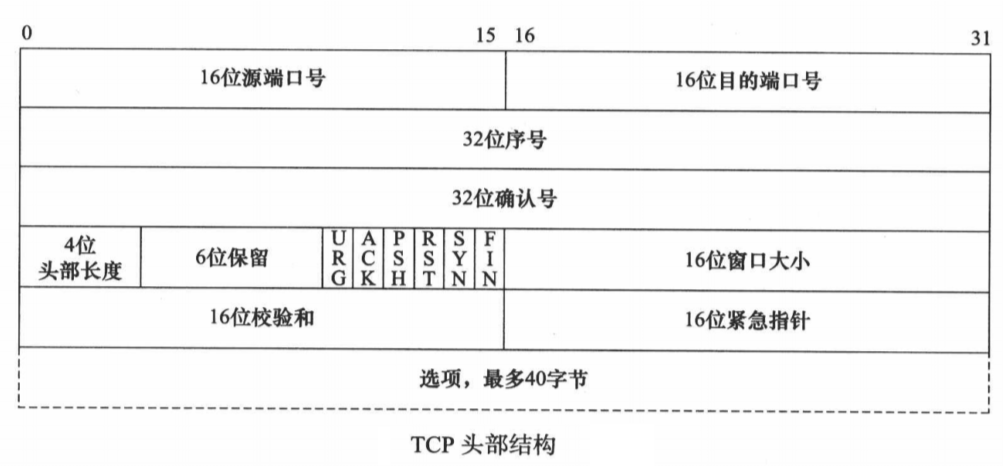 0 15 16 31
16位源端口号 16位目的端口号
32位序号
32位确认号
4位
头部长度
6位保留
URG
ACK
PSH
RST
SYN
FIN
16位窗口大小
16位校验和 16位紧急指针
选项，最多40字节
TCP 头部结构